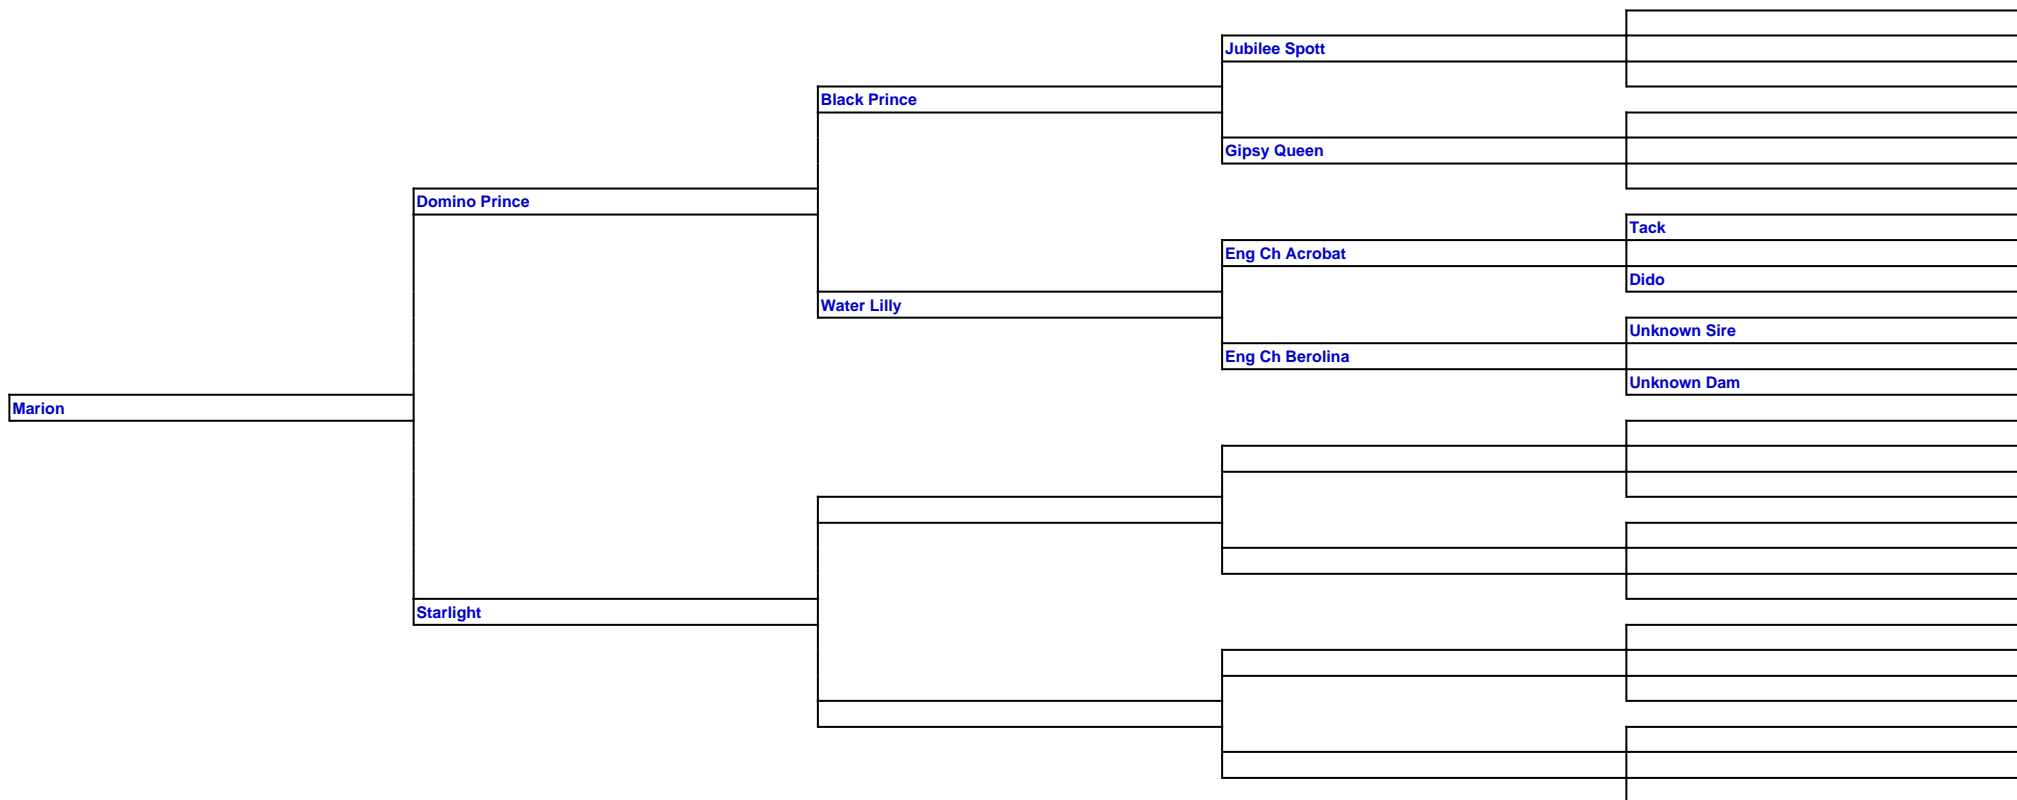 Jubilee Spott
Black Prince
Gipsy Queen
Domino Prince
Tack
Eng Ch Acrobat
Dido
Water Lilly
Unknown Sire
Eng Ch Berolina
Unknown Dam
Marion
Starlight